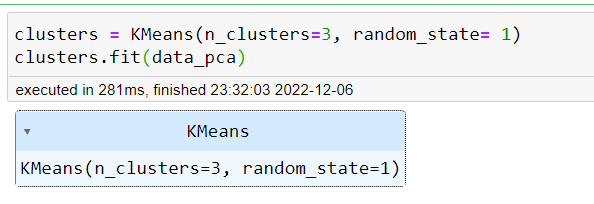 clusters = KMeans(n_clusters=3, random_state= 1)
clusters.fit(data_pca)
executed in 281ms, finished 23:32:03 2022-12-06
KMeans
KMeans(n_clusters=3, random_state=1)